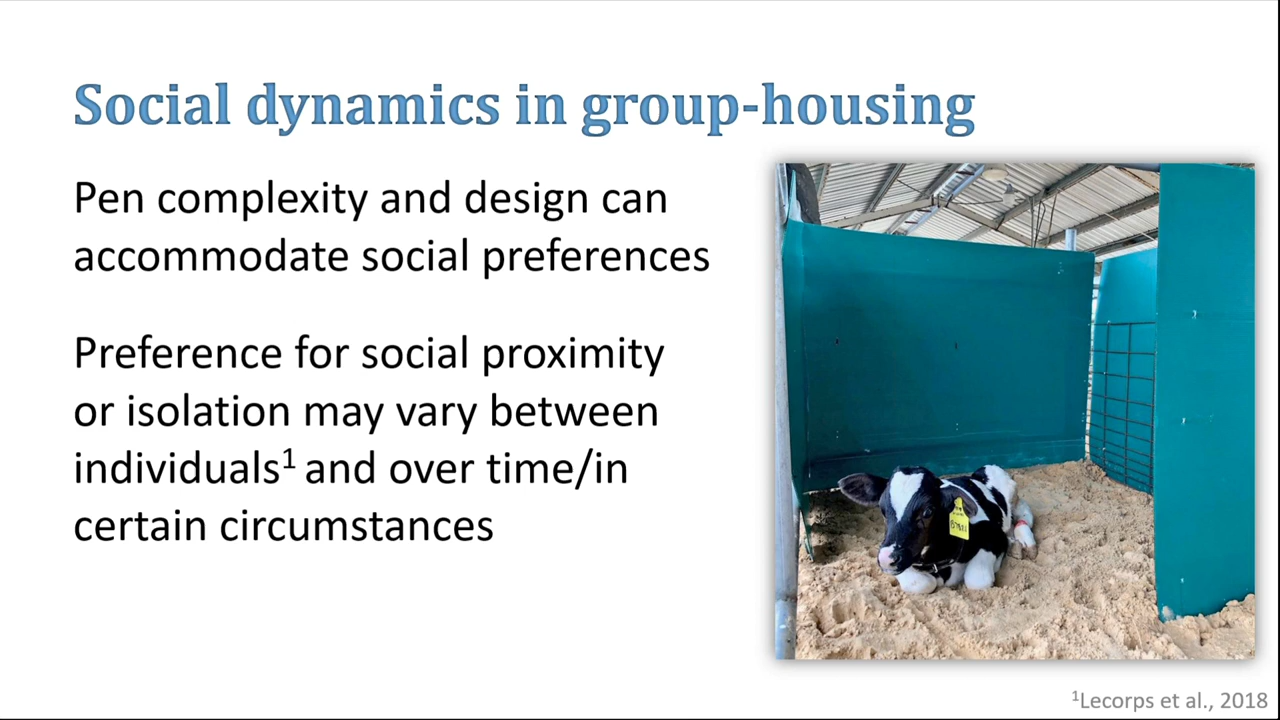 Social dynamics in group-housing
Pen complexity and design can
accommodate social preferences
Preference for social proximity
or isolation may vary between
individuals¹ and over time/in
certain circumstances
¹Lecorps et al., 2018